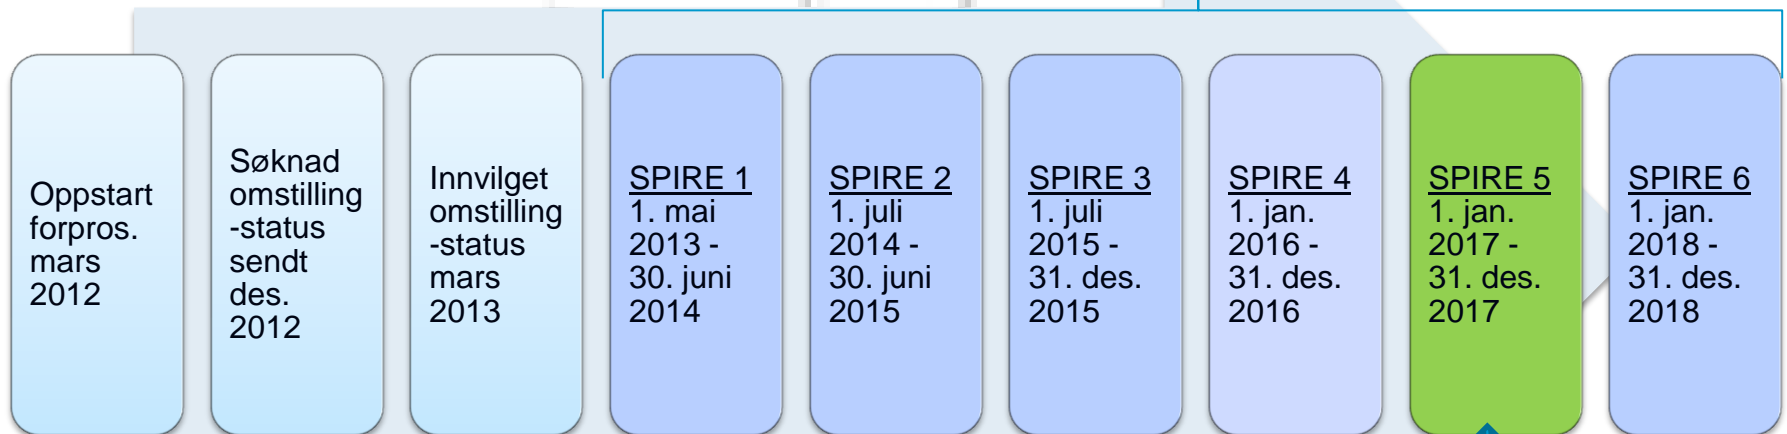 Oppstart
forpros.
mars
2012
Søknad
omstilling
-status
sendt
des.
2012
Innvilget
omstilling
-status
mars
2013
SPIRE 1
1. mai
2013 -
30. juni
2014
SPIRE 2
1. juli
2014 -
30. juni
2015
SPIRE 3
1. juli
2015 -
31. des.
2015
SPIRE 4
1. jan.
2016 -
31. des.
2016
SPIRE 5
1. jan.
2017 -
31. des.
2017
SPIRE 6
1. jan.
2018 -
31. des.
2018